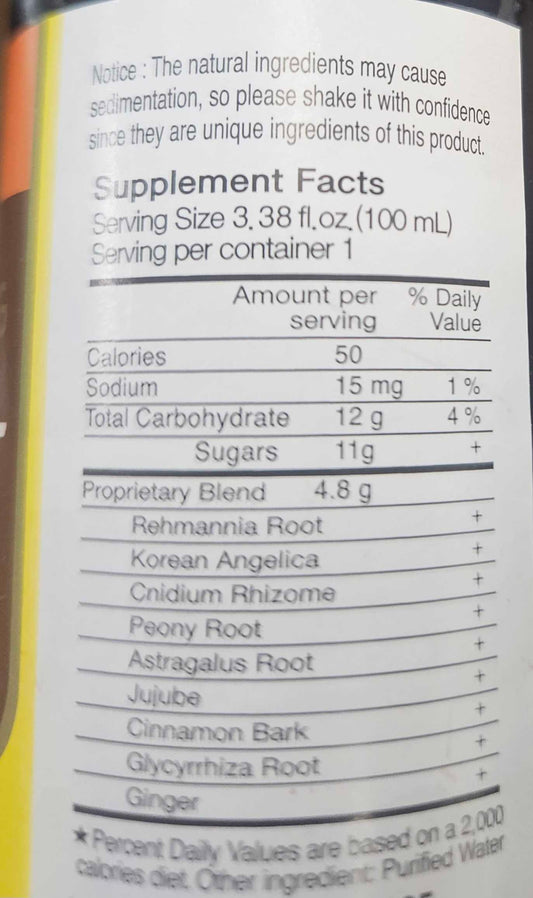 Notice : The natural ingredients may cause
sedimentation, so please shake it with confidence
since they are unique ingredients of this product.
Supplement Facts
Serving Size 3.38 fl.oz.(100 mL)
Serving per container 1
Amount per % Daily
serving Value
Calories 50
Sodium 15 mg 1 %
Total Carbohydrate 12 g 4 %
Sugars 11g +
Proprietary Blend 4.8 g
Rehmannia Root +
Korean Angelica +
Cnidium Rhizome +
Peony Root +
Astragalus Root +
Jujube +
Cinnamon Bark +
Glycyrrhiza Root +
Ginger +
★Percent Daily Values are based on a 2,000
calories diet. Other ingredient: Purified Water